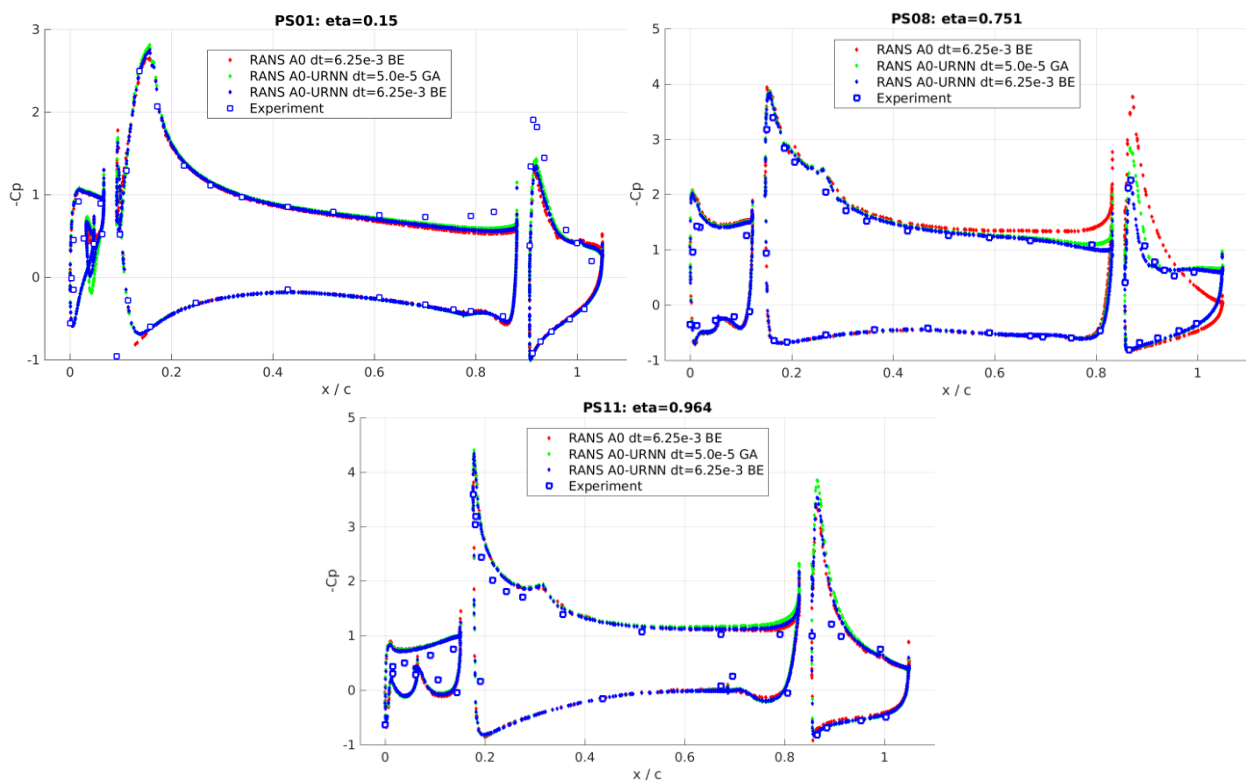 PS01: eta=0.15
RANS A0 dt=6.25e-3 BE
RANS A0-URNN dt=5.0e-5 GA
RANS A0-URNN dt=6.25e-3 BE
Experiment
3
2
1
0
-1
-Cp
0 0.2 0.4 0.6 0.8 1
x / c
PS08: eta=0.751
RANS A0 dt=6.25e-3 BE
RANS A0-URNN dt=5.0e-5 GA
RANS A0-URNN dt=6.25e-3 BE
Experiment
5
4
3
2
1
0
-1
-Cp
0 0.2 0.4 0.6 0.8 1
x / c
PS11: eta=0.964
RANS A0 dt=6.25e-3 BE
RANS A0-URNN dt=5.0e-5 GA
RANS A0-URNN dt=6.25e-3 BE
Experiment
5
4
3
2
1
0
-1
-Cp
0 0.2 0.4 0.6 0.8 1
x / c